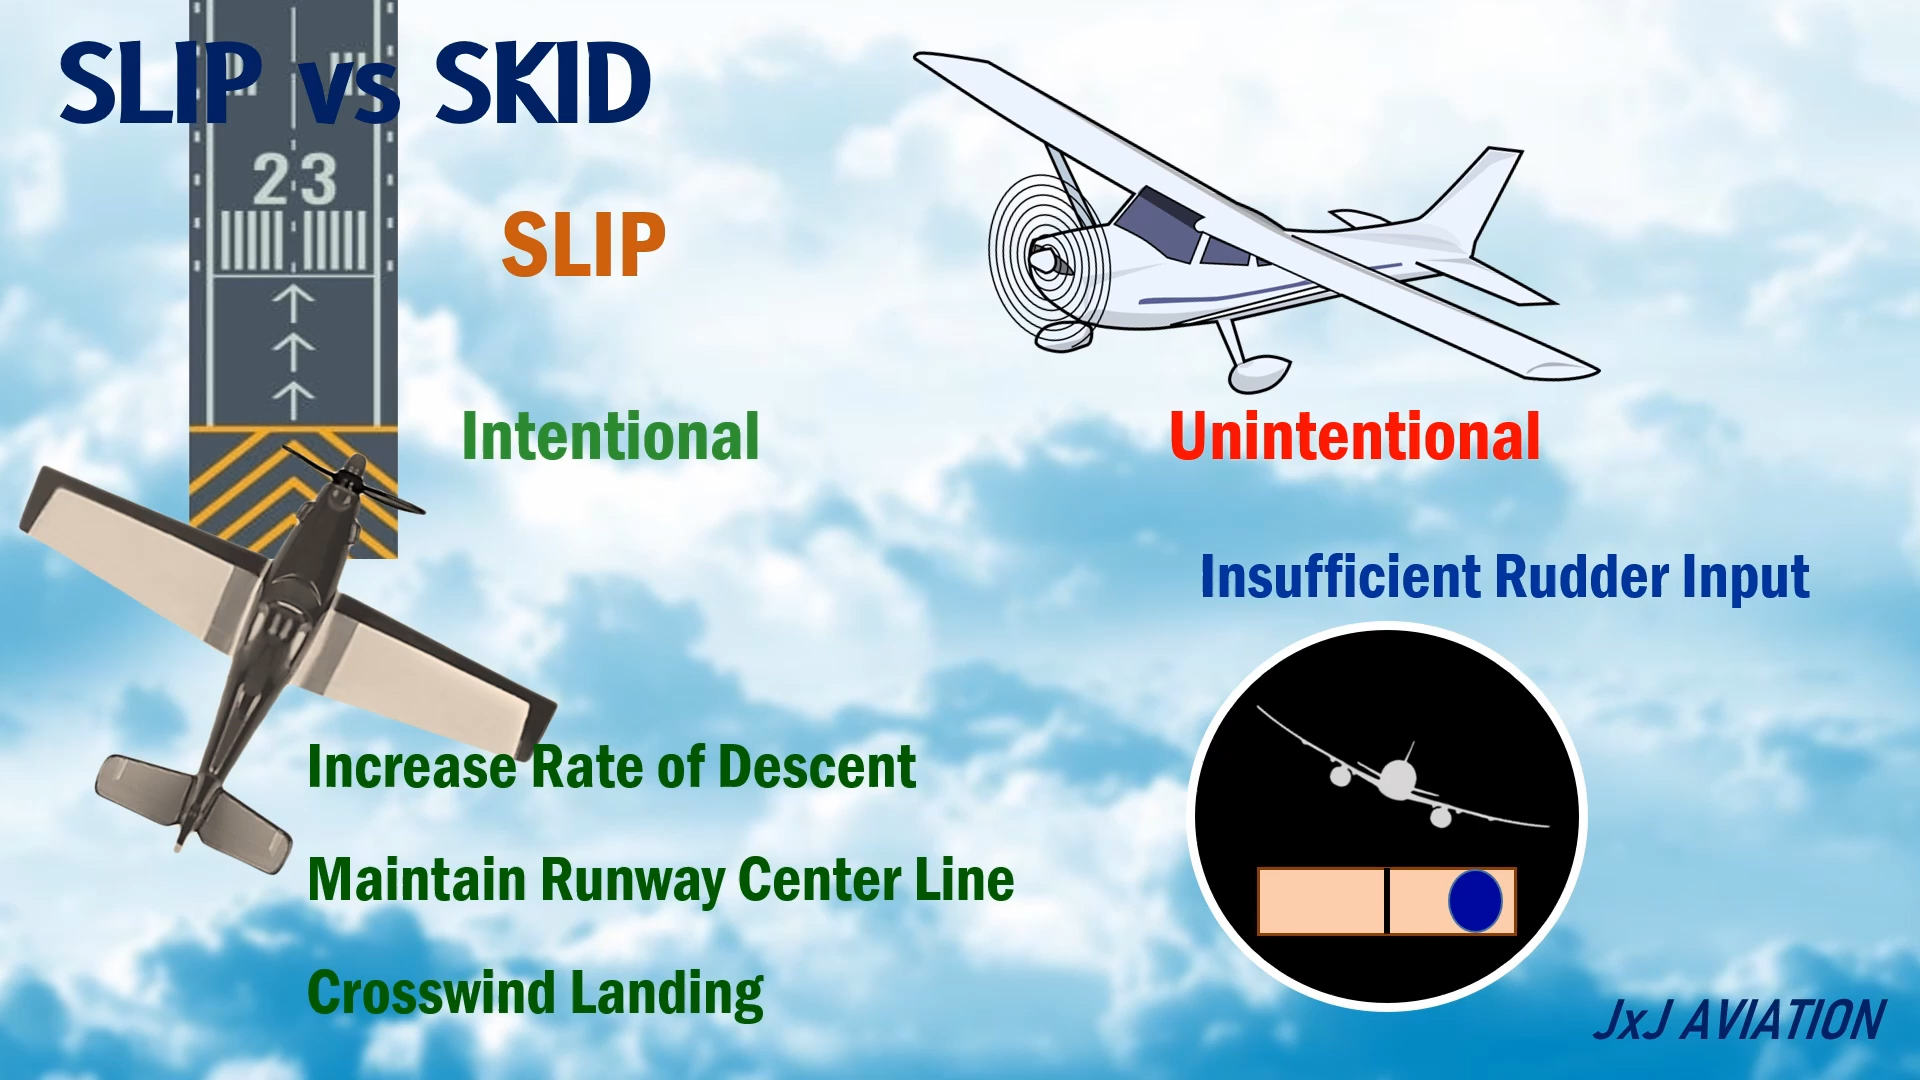 SLIP vs SKID
23
SLIP
Intentional
Unintentional
Insufficient Rudder Input
Increase Rate of Descent
Maintain Runway Center Line
Crosswind Landing
JxJ AVIATION